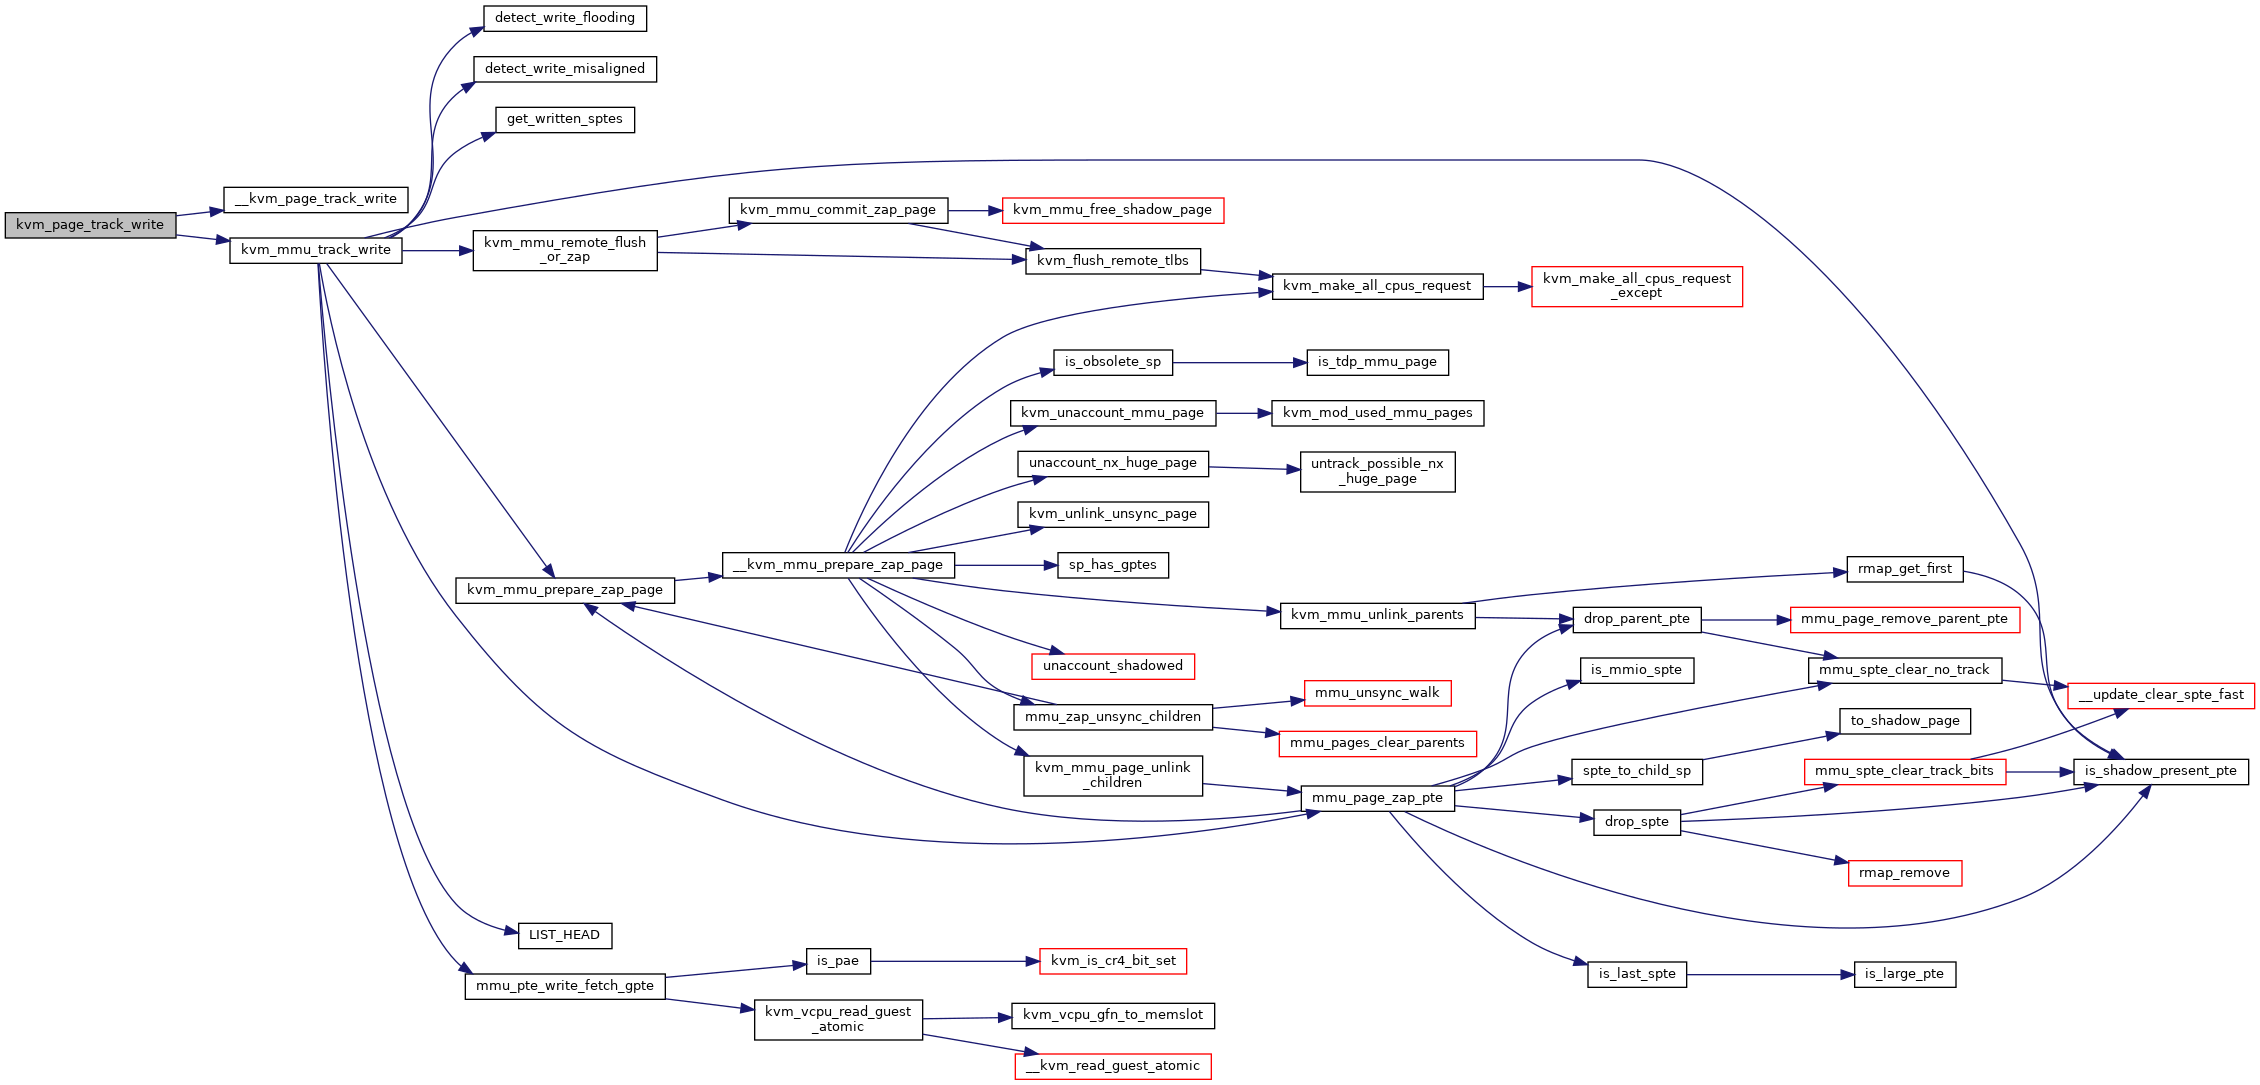 detect_write_flooding
detect_write_misaligned
get_written_sptes
__kvm_page_track_write
kvm_page_track_write
kvm_mmu_track_write
kvm_mmu_remote_flush
_or_zap
kvm_mmu_commit_zap_page
kvm_mmu_free_shadow_page
kvm_flush_remote_tlbs
kvm_make_all_cpus_request
kvm_make_all_cpus_request
_except
is_obsolete_sp
is_tdp_mmu_page
kvm_unaccount_mmu_page
kvm_mod_used_mmu_pages
unaccount_nx_huge_page
untrack_possible_nx
_huge_page
kvm_unlink_unsync_page
__kvm_mmu_prepare_zap_page
sp_has_gptes
kvm_mmu_prepare_zap_page
rmap_get_first
kvm_mmu_unlink_parents
drop_parent_pte
mmu_page_remove_parent_pte
unaccount_shadowed
is_mmio_spte
mmu_spte_clear_no_track
mmu_unsync_walk
__update_clear_spte_fast
mmu_zap_unsync_children
to_shadow_page
mmu_pages_clear_parents
kvm_mmu_page_unlink
_children
spte_to_child_sp
mmu_spte_clear_track_bits
is_shadow_present_pte
mmu_page_zap_pte
drop_spte
rmap_remove
LIST_HEAD
is_pae
kvm_is_cr4_bit_set
is_last_spte
is_large_pte
mmu_pte_write_fetch_gpte
kvm_vcpu_read_guest
_atomic
kvm_vcpu_gfn_to_memslot
__kvm_read_guest_atomic